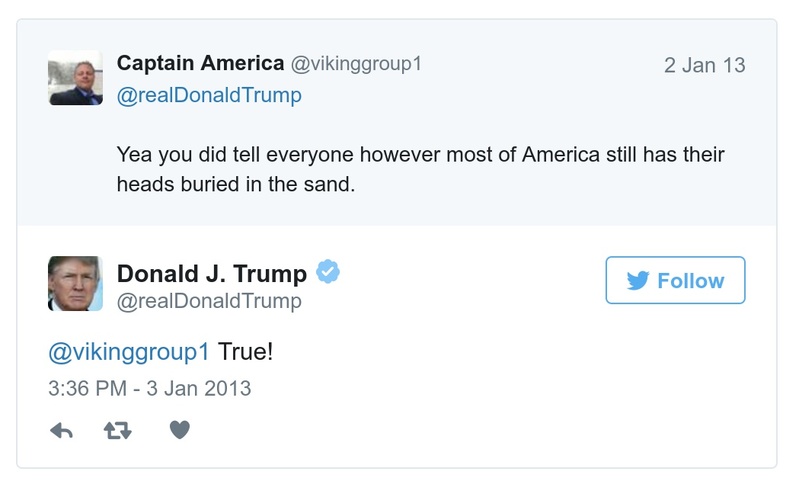 Captain America @vikinggroup1 2 Jan 13
@realDonaldTrump
Yea you did tell everyone however most of America still has their
heads buried in the sand.
Donald J. Trump Follow
@realDonaldTrump
@vikinggroup1 True!
3:36 PM - 3 Jan 2013